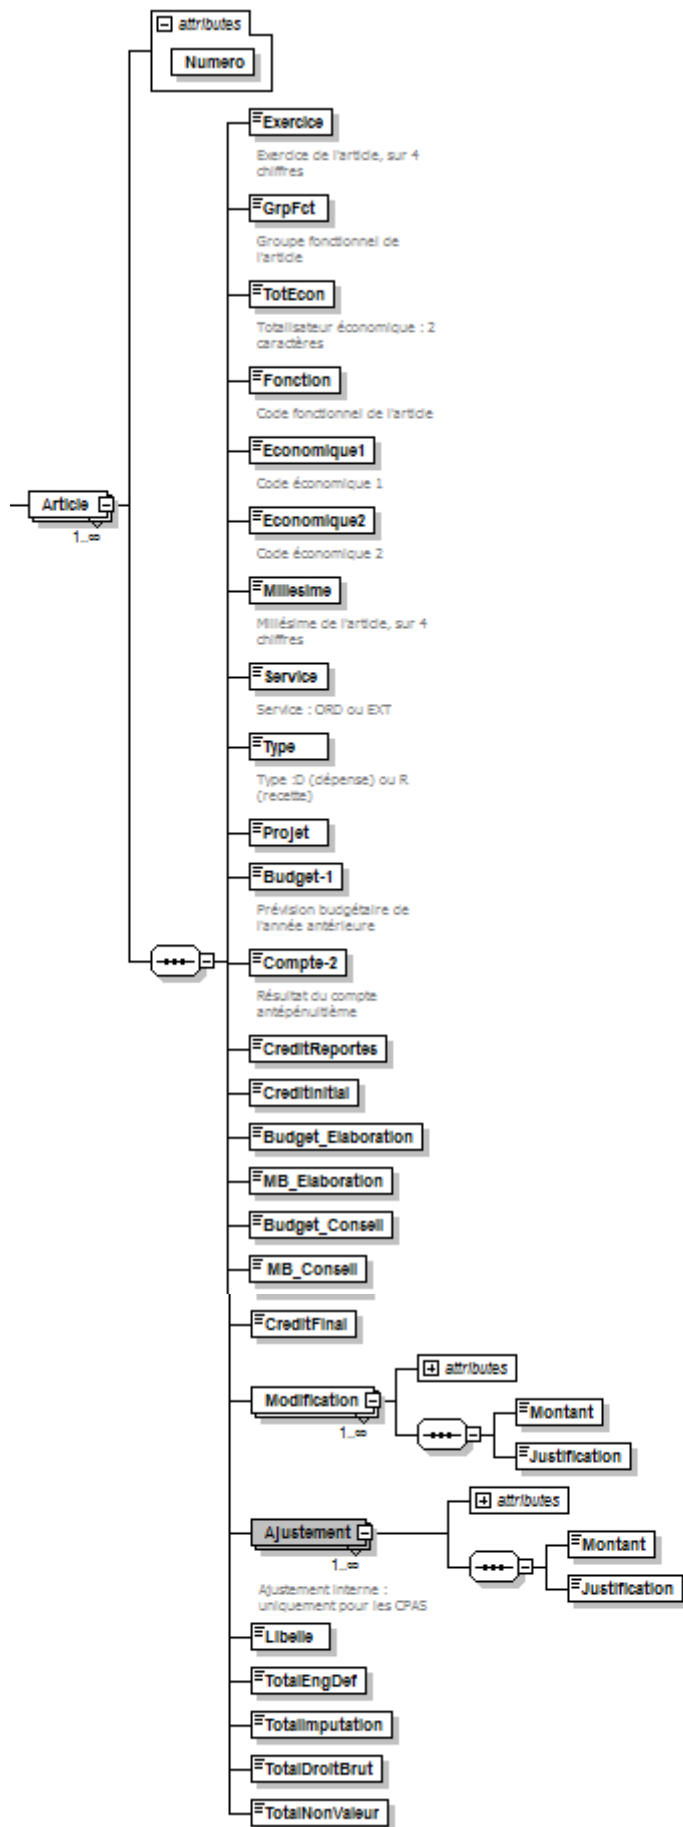 attributes
Numero
Exercice
Exercice de l'article, sur 4
chiffres
GrpFct
Groupe fonctionnel de
l'article
TotEcon
Totalisateur économique : 2
caractères
Fonction
Code fonctionnel de l'article
Economique1
Code économique 1
Article
1..∞
Economique2
Code économique 2
Millesime
Millésime de l'article, sur 4
chiffres
Service
Service : ORD ou EXT
Type
Type :D (dépense) ou R
(recette)
Projet
Budget-1
Prévision budgétaire de
l'année antérieure
Compte-2
Résultat du compte
antépénultième
CreditReportes
CreditInitial
Budget_Elaboration
MB_Elaboration
Budget_Conseil
MB_Conseil
CreditFinal
attributes
Modification
1..∞
Montant
Justification
attributes
Ajustement
1..∞
Montant
Ajustement interne :
uniquement pour les CPAS
Justification
Libelle
TotalEngDef
TotalImputation
TotalDroitBrut
TotalNonValeur